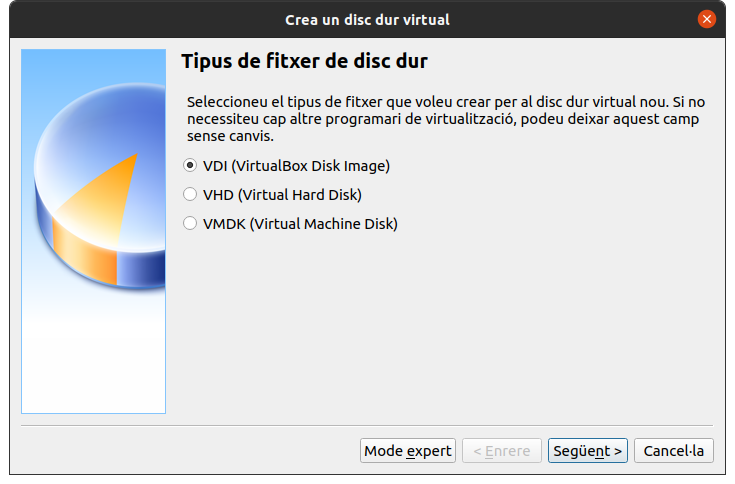 Crea un disc dur virtual
Tipus de fitxer de disc dur
Seleccioneu el tipus de fitxer que voleu crear per al disc dur virtual nou. Si no
necessiteu cap altre programari de virtualització, podeu deixar aquest camp
sense canvis.
VDI (VirtualBox Disk Image)
VHD (Virtual Hard Disk)
VMDK (Virtual Machine Disk)
Mode expert
< Enrere
Següent >
Cancel·la